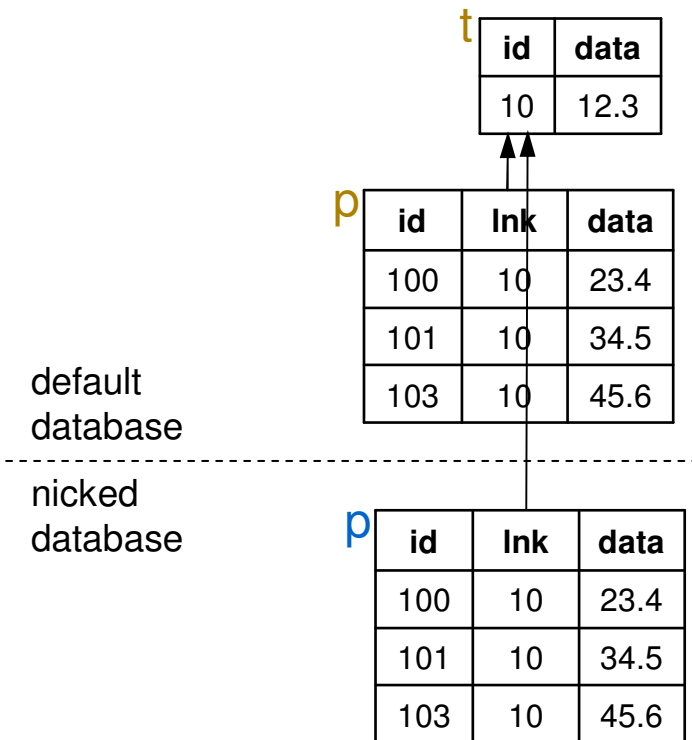 t
id data
10 12.3
p
id lnk data
100 10 23.4
101 10 34.5
103 10 45.6
default
database
nicked
database
p
id lnk data
100 10 23.4
101 10 34.5
103 10 45.6